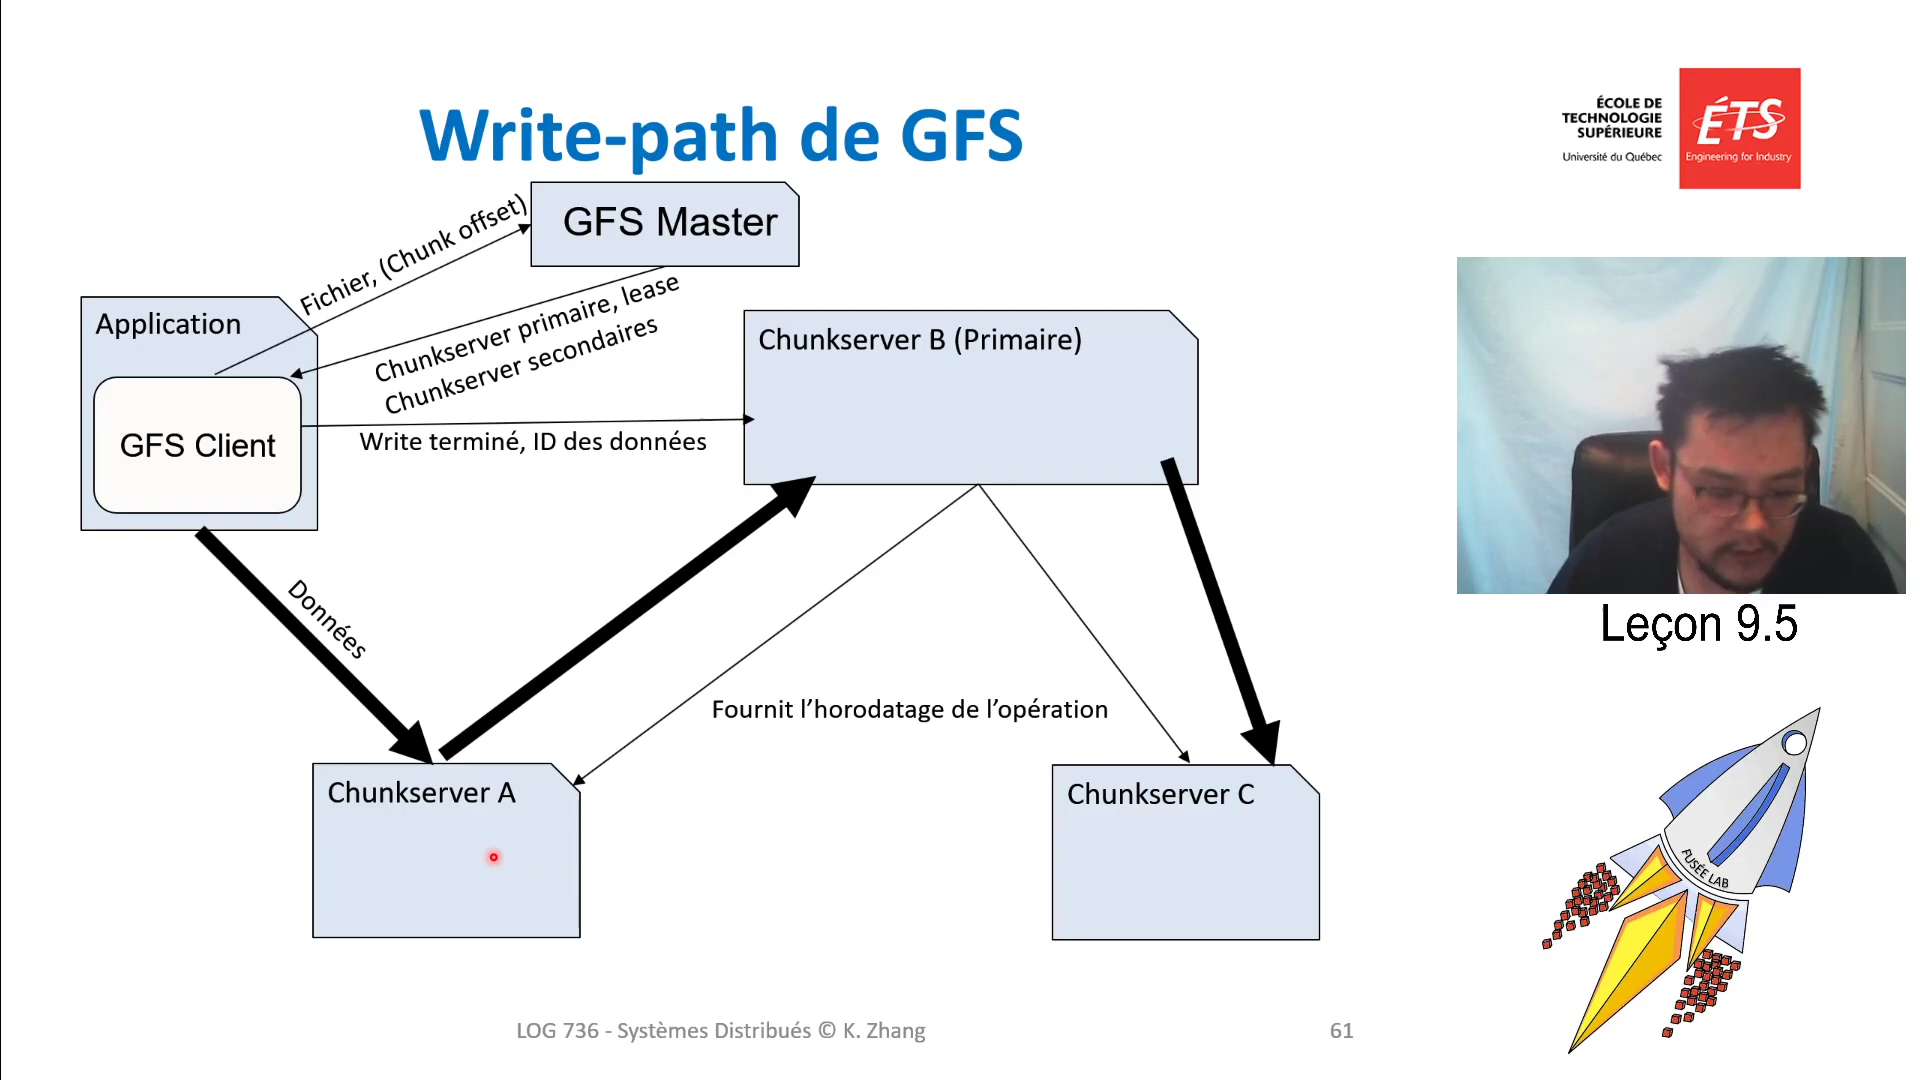 Write-path de GFS
ÉCOLE DE
TECHNOLOGIE
SUPÉRIEURE
Université du Québec
ÉTS
Engineering for Industry
GFS Master
Fichier, (Chunk offset)
Chunkserver primaire, lease
Chunkserver secondaires
Application
GFS Client
Chunkserver B (Primaire)
Write terminé, ID des données
Données
Fournit l’horodatage de l’opération
Chunkserver A
Chunkserver C
Leçon 9.5
FUSÉE LAB
LOG 736 - Systèmes Distribués © K. Zhang
61